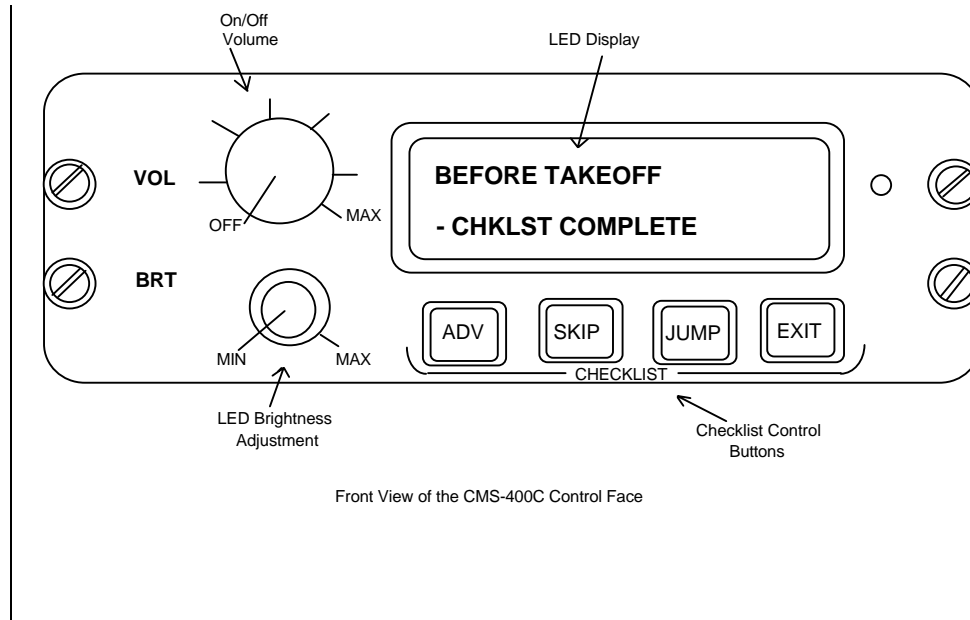 On/Off
Volume
LED Display
VOL
OFF
MAX
BEFORE TAKEOFF
- CHKLST COMPLETE
BRT
MIN
MAX
ADV
SKIP
JUMP
EXIT
CHECKLIST
LED Brightness
Adjustment
Checklist Control
Buttons
Front View of the CMS-400C Control Face